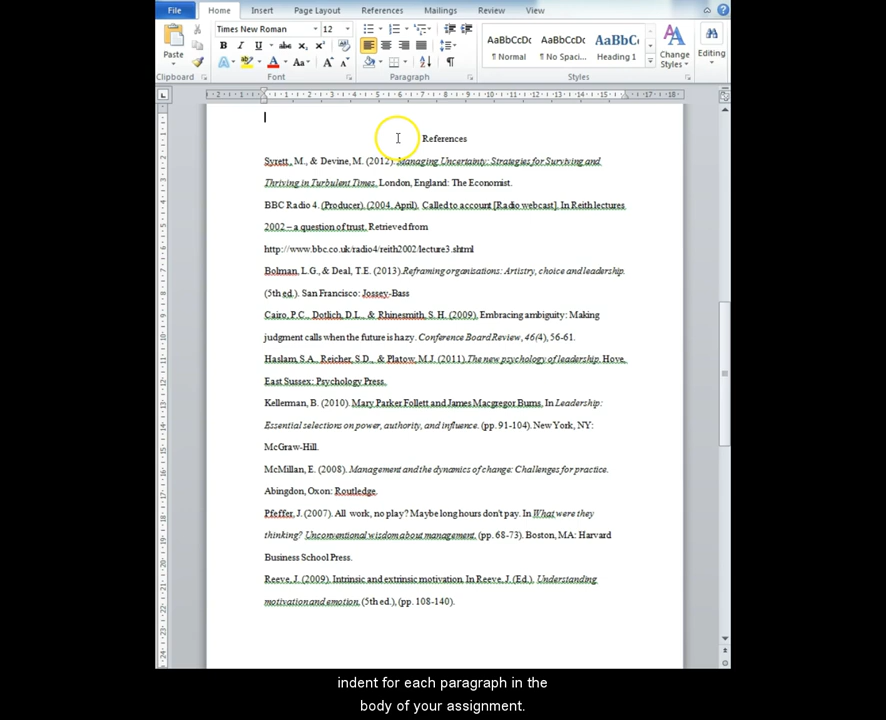 File Home Insert Page Layout References Mailings Review View
Times New Roman 12
Paste
AaBbCcDc AaBbCcDc AaBbC
¶ Normal ¶ No Spaci... Heading 1
Change Styles
Editing
Clipboard Font Paragraph Styles
References
Syrett, M., & Devine, M. (2012). Managing Uncertainty: Strategies for Surviving and
Thriving in Turbulent Times. London, England: The Economist.
BBC Radio 4. (Producer). (2004, April). Called to account [Radio webcast]. In Reith lectures
2002 – a question of trust. Retrieved from
http://www.bbc.co.uk/radio4/reith2002/lecture3.shtml
Bolman, L.G., & Deal, T.E. (2013).Reframing organisations: Artistry, choice and leadership.
(5th ed.). San Francisco: Jossey-Bass
Cairo, P.C., Dotlich, D.L., & Rhinesmith, S. H. (2009). Embracing ambiguity: Making
judgment calls when the future is hazy. Conference Board Review, 46(4), 56-61.
Haslam, S.A., Reicher, S.D., & Platow, M.J. (2011).The new psychology of leadership. Hove,
East Sussex: Psychology Press.
Kellerman, B. (2010). Mary Parker Follett and James Macgregor Burns. In Leadership:
Essential selections on power, authority, and influence. (pp. 91-104). New York, NY:
McGraw-Hill.
McMillan, E. (2008). Management and the dynamics of change: Challenges for practice.
Abingdon, Oxon: Routledge.
Pfeffer, J. (2007). All work, no play? Maybe long hours don't pay. In What were they
thinking? Unconventional wisdom about management. (pp. 68-73). Boston, MA: Harvard
Business School Press.
Reeve, J. (2009). Intrinsic and extrinsic motivation. In Reeve, J. (Ed.), Understanding
motivation and emotion. (5th ed.), (pp. 108-140).
indent for each paragraph in the
body of your assignment.